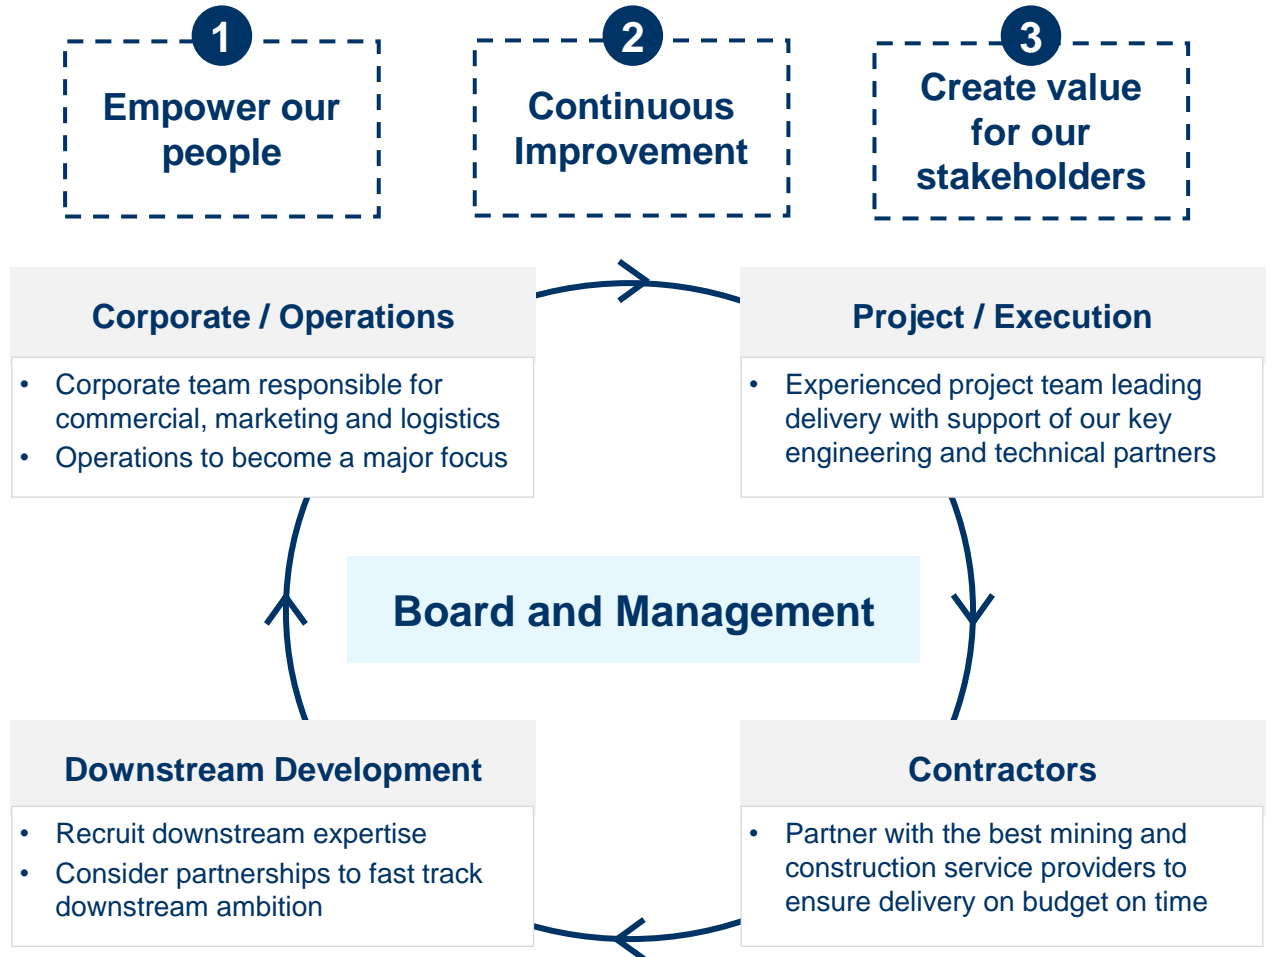 1
Empower our
people
2
Continuous
Improvement
3
Create value
for our
stakeholders
Corporate / Operations
• Corporate team responsible for
commercial, marketing and logistics
• Operations to become a major focus
Project / Execution
• Experienced project team leading
delivery with support of our key
engineering and technical partners
Board and Management
Downstream Development
• Recruit downstream expertise
• Consider partnerships to fast track
downstream ambition
Contractors
• Partner with the best mining and
construction service providers to
ensure delivery on budget on time